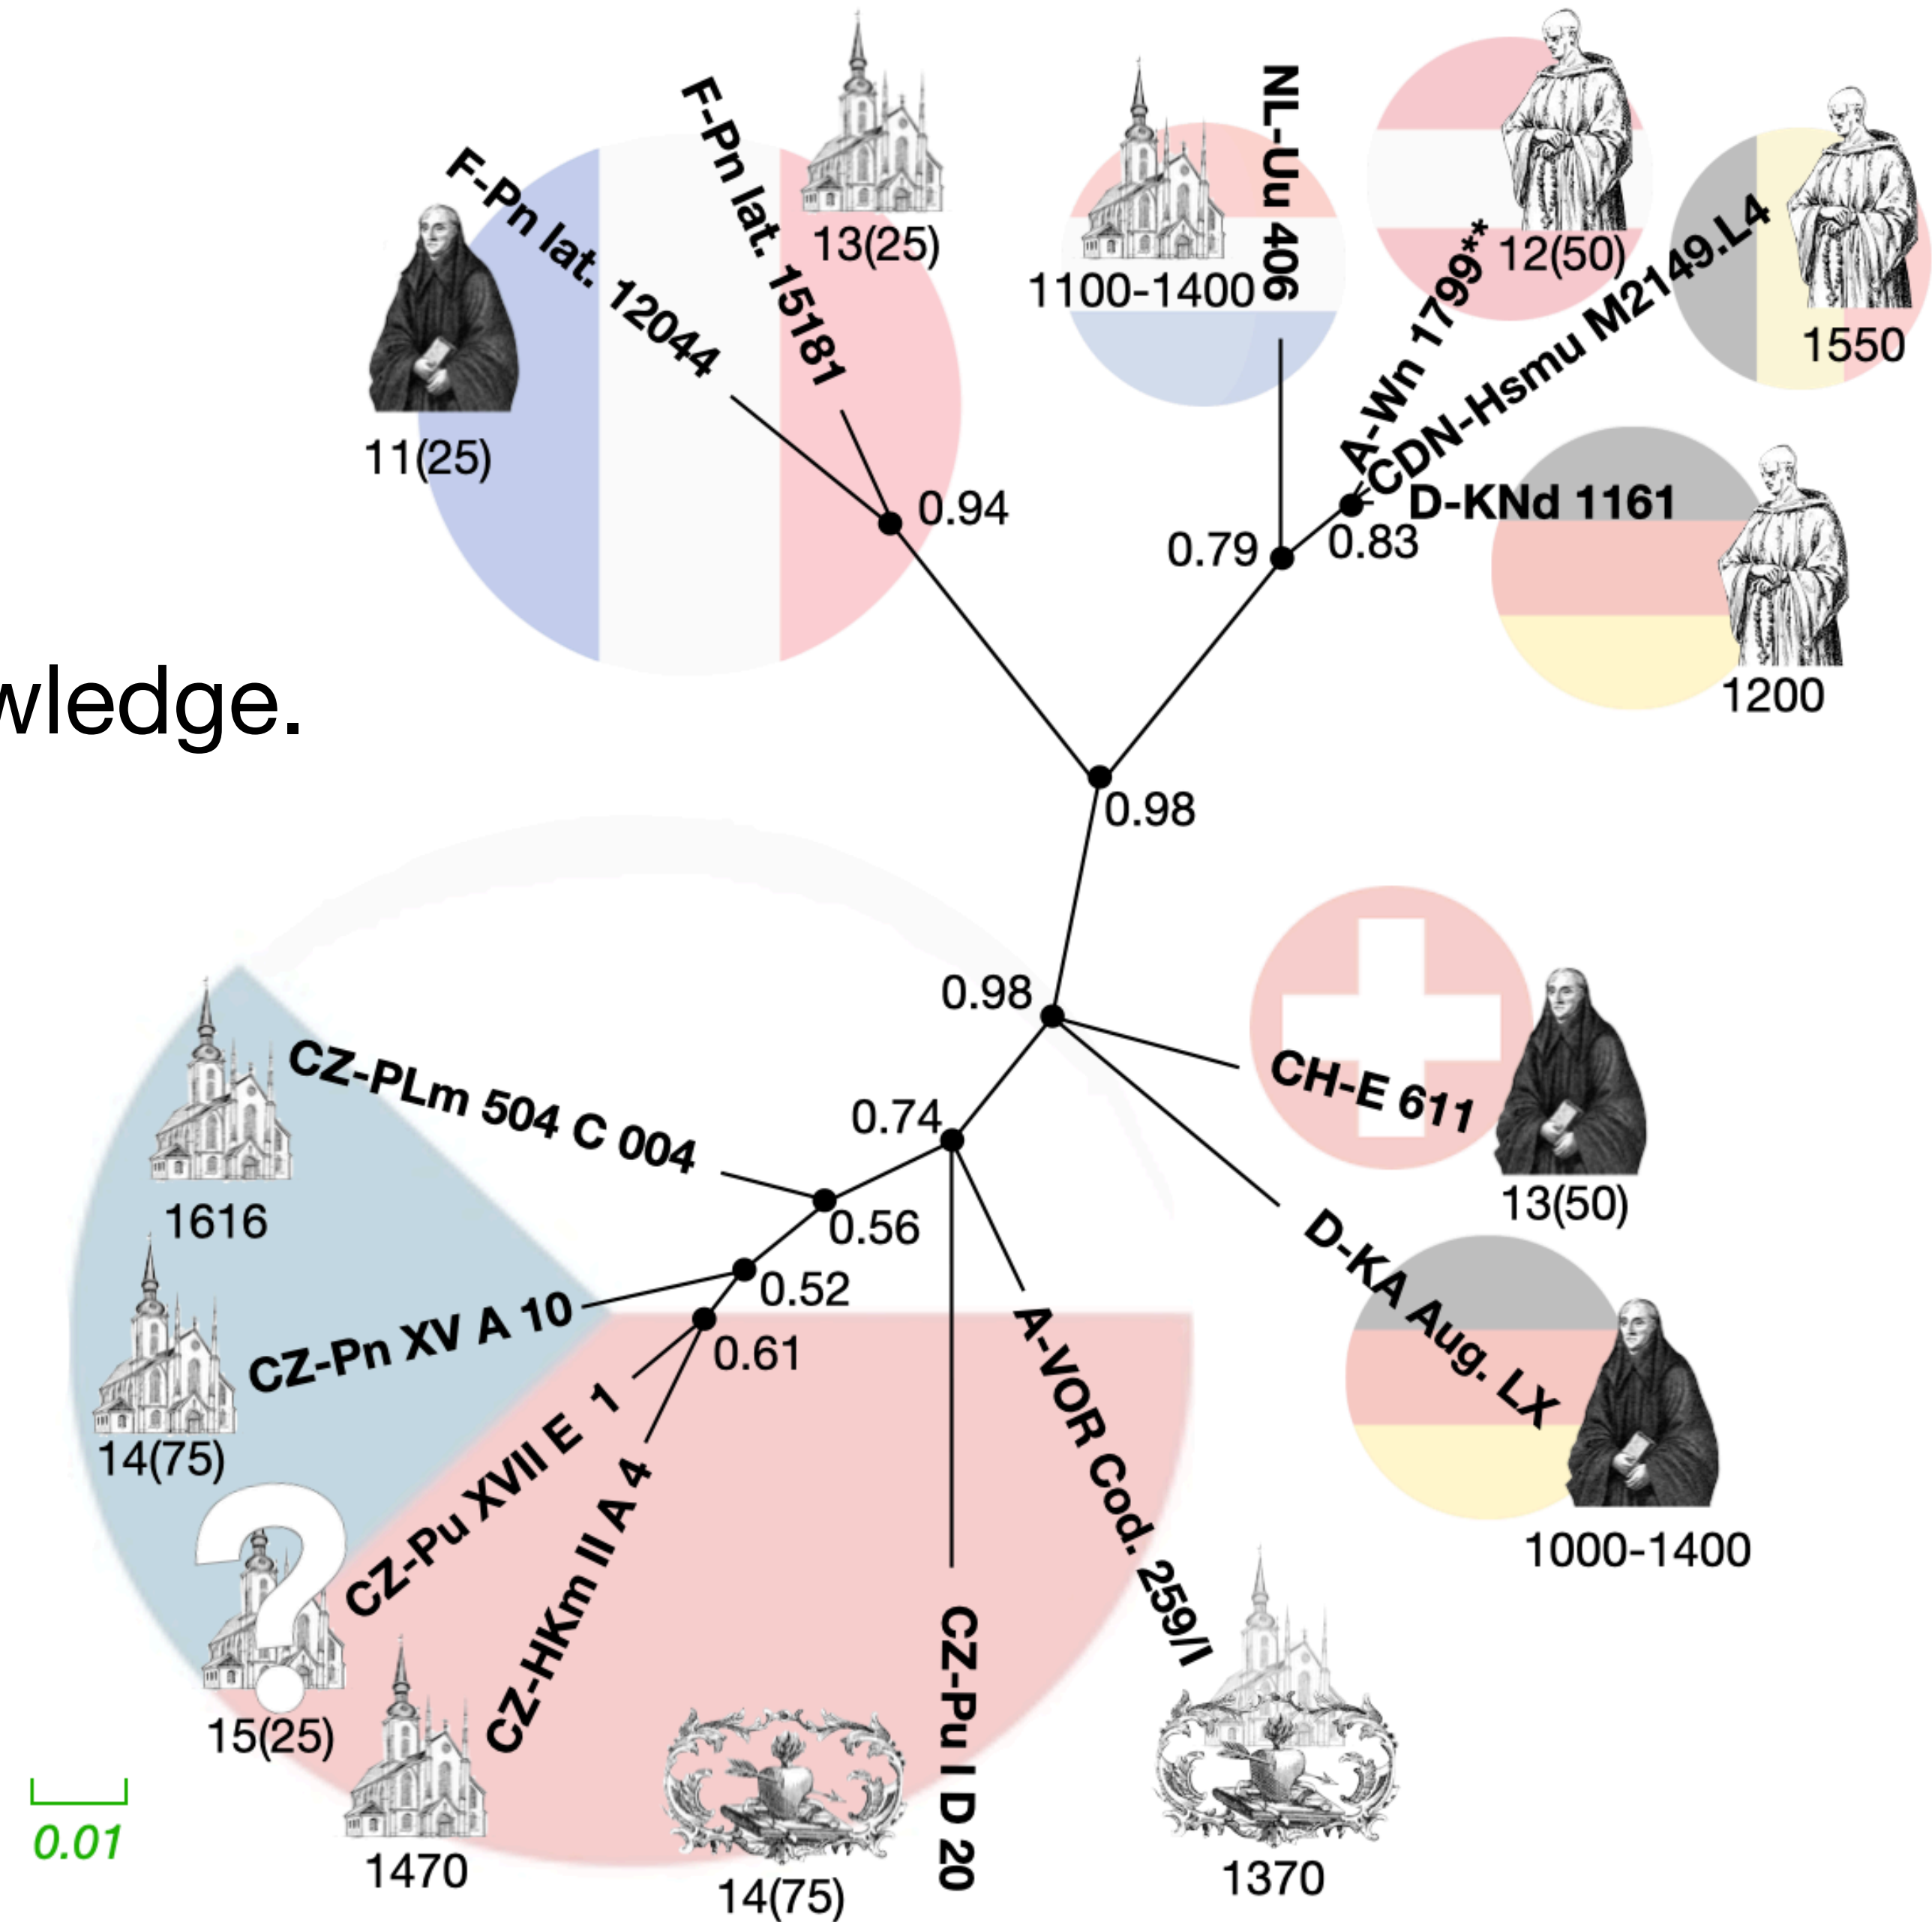 F-Pn lat. 12044
11(25)
F-Pn lat. 15181
13(25)
0.94
1100-1400
NL-Uu 406
A-Wn 1799**
12(50)
CDN-Hsmu M2149.L4
1550
D-KNd 1161
1200
0.79
0.83
wledge.
0.98
0.98
CH-E 611
13(50)
D-KA Aug. LX
1000-1400
0.74
CZ-PLm 504 C 004
1616
0.56
0.52
CZ-Pn XV A 10
14(75)
0.61
CZ-Pu XVII E 1
?
15(25)
CZ-HKm II A 4
1470
CZ-Pu I D 20
14(75)
A-VOR Cod. 259/I
1370
0.01